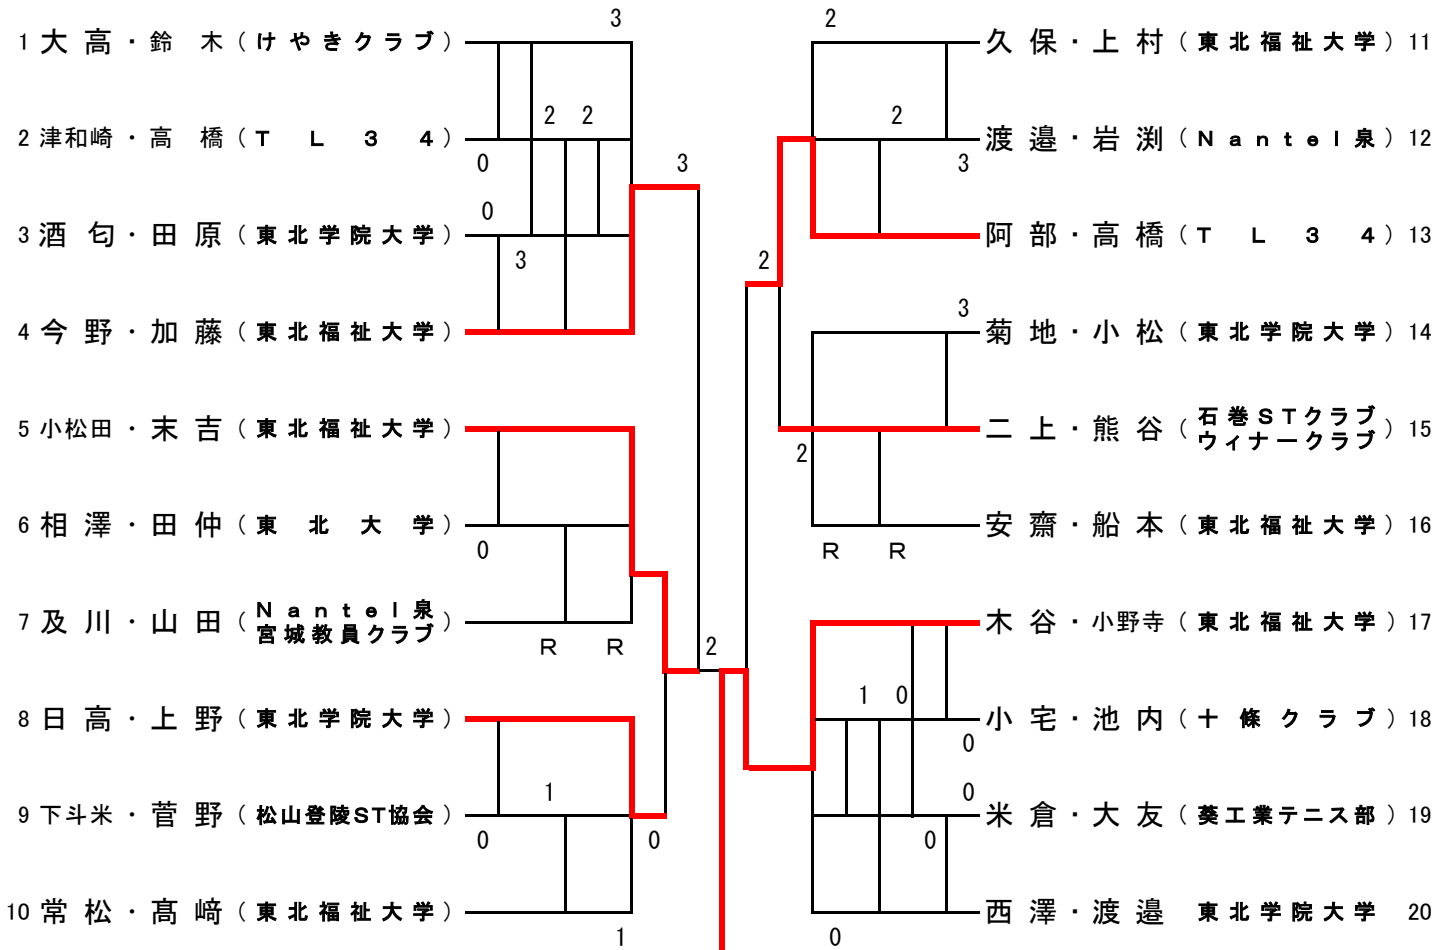 3
1 大高・鈴木（けやきクラブ）
2 2
2 津和崎・高橋（ＴＬ３４）
0
3
0
3 酒匂・田原（東北学院大学）
3
4 今野・加藤（東北福祉大学）
5 小松田・末吉（東北福祉大学）
6 相澤・田仲（東北大学）
0
7 及川・山田（Ｎａｎｔｅｌ泉
宮城教員クラブ）
R R
2
8 日高・上野（東北学院大学）
1
9 下斗米・菅野（松山登陵ST協会）
0
0
10 常松・髙﨑（東北福祉大学）
1
2
久保・上村（東北福祉大学）11
2
渡邉・岩渕（Ｎａｎｔｅｌ泉）12
3
阿部・高橋（ＴＬ３４）13
2
3
菊地・小松（東北学院大学）14
二上・熊谷（石巻ＳＴクラブ
ウィナークラブ）15
2
安齋・船本（東北福祉大学）16
R R
木谷・小野寺（東北福祉大学）17
1 0
小宅・池内（十條クラブ）18
0
0
米倉・大友（葵工業テニス部）19
0
西澤・渡邉 東北学院大学 20
0